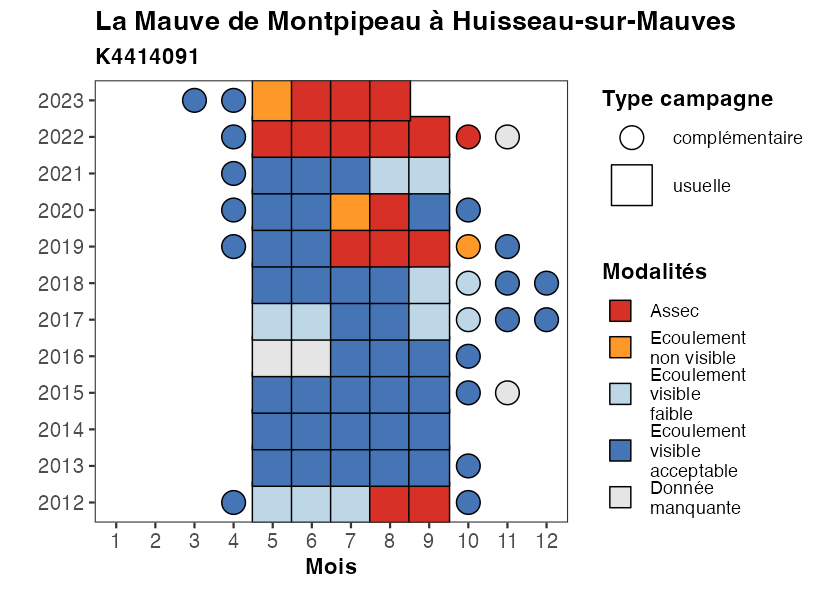 La Mauve de Montpipeau à Huisseau-sur-Mauves
K4414091
2023
2022
2021
2020
2019
2018
2017
2016
2015
2014
2013
2012
1 2 3 4 5 6 7 8 9 10 11 12
Mois
Type campagne
complémentaire
usuelle
Modalités
Assec
Ecoulement
non visible
Ecoulement
visible
faible
Ecoulement
visible
acceptable
Donnée
manquante